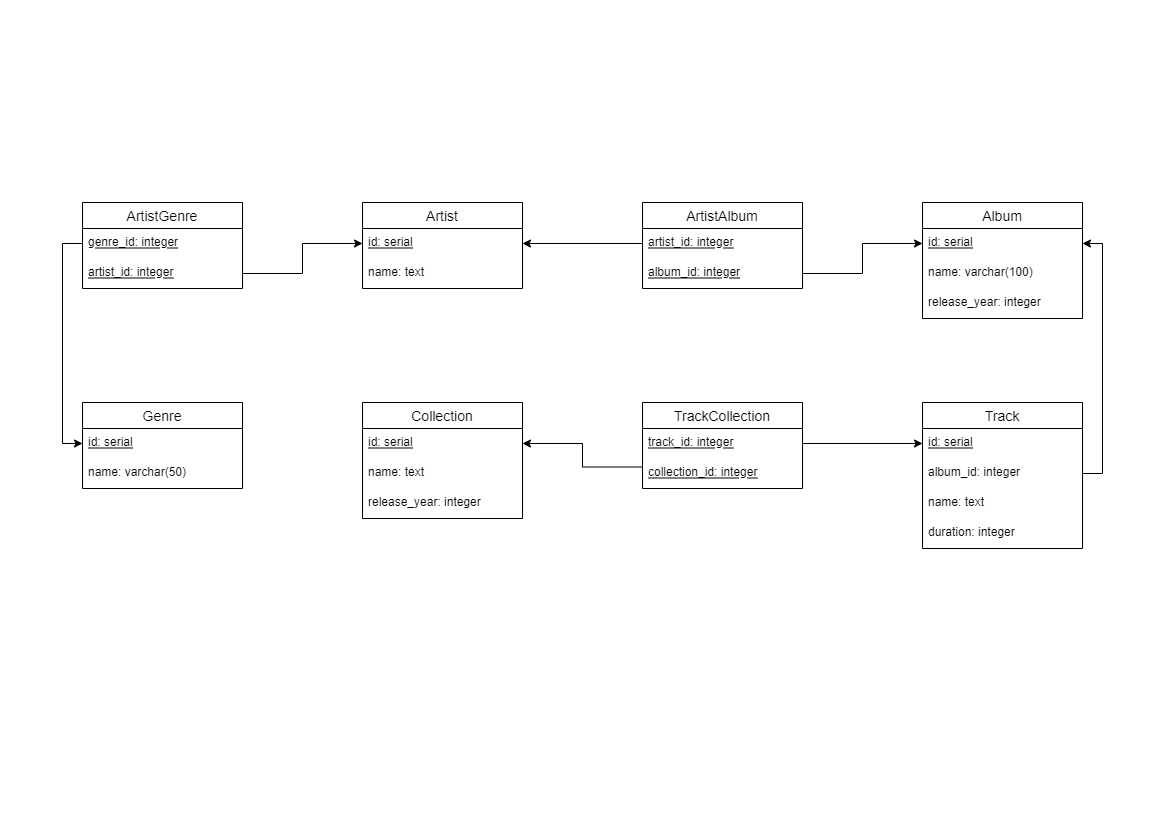 ArtistGenre
genre_id: integer
artist_id: integer
Artist
id: serial
name: text
ArtistAlbum
artist_id: integer
album_id: integer
Album
id: serial
name: varchar(100)
release_year: integer
Genre
id: serial
name: varchar(50)
Collection
id: serial
name: text
release_year: integer
TrackCollection
track_id: integer
collection_id: integer
Track
id: serial
album_id: integer
name: text
duration: integer